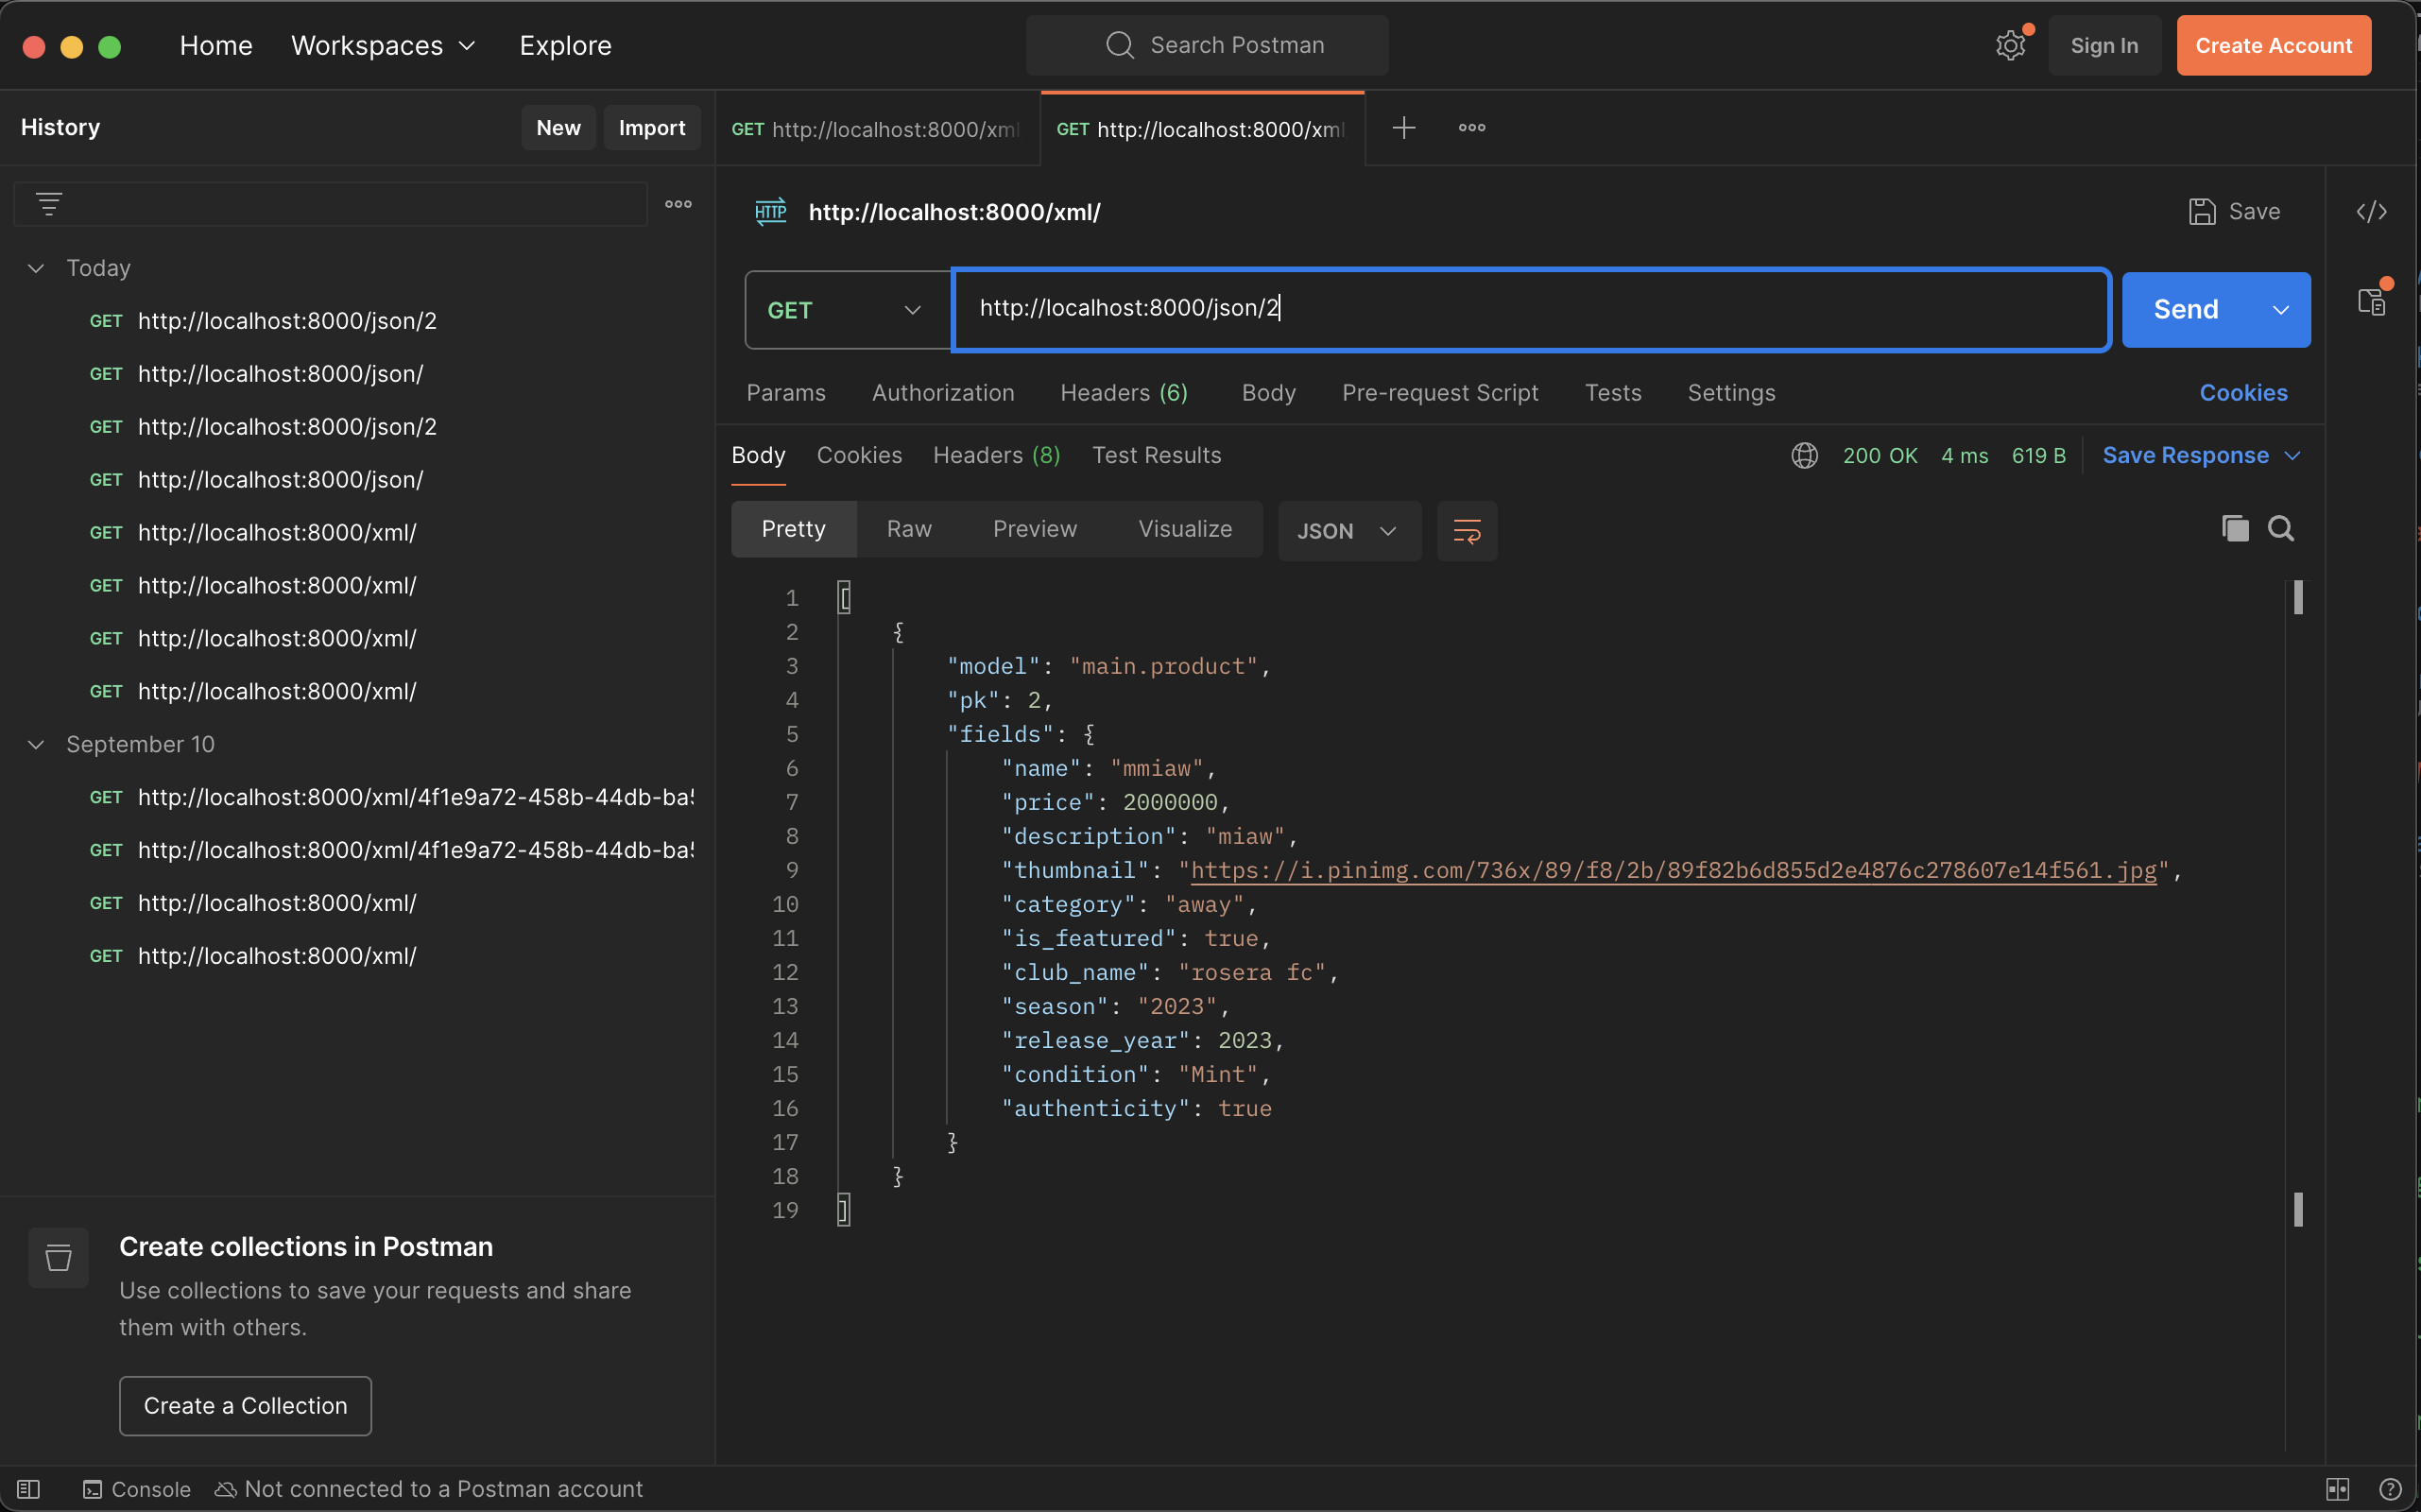 Home Workspaces Explore
Search Postman
Sign In
Create Account
History
New
Import
Today
GET http://localhost:8000/json/2
GET http://localhost:8000/json/
GET http://localhost:8000/json/2
GET http://localhost:8000/json/
GET http://localhost:8000/xml/
GET http://localhost:8000/xml/
GET http://localhost:8000/xml/
GET http://localhost:8000/xml/
September 10
GET http://localhost:8000/xml/4f1e9a72-458b-44db-ba5
GET http://localhost:8000/xml/4f1e9a72-458b-44db-ba5
GET http://localhost:8000/xml/
GET http://localhost:8000/xml/
Create collections in Postman
Use collections to save your requests and share
them with others.
Create a Collection
GET http://localhost:8000/xml
GET http://localhost:8000/xml
HTTP http://localhost:8000/xml/
Save
GET
http://localhost:8000/json/2
Send
Params Authorization Headers (6) Body Pre-request Script Tests Settings Cookies
Body Cookies Headers (8) Test Results
200 OK 4 ms 619 B Save Response
Pretty Raw Preview Visualize JSON
1 [
2 {
3 "model": "main.product",
4 "pk": 2,
5 "fields": {
6 "name": "mmiaw",
7 "price": 2000000,
8 "description": "miaw",
9 "thumbnail": "https://i.pinimg.com/736x/89/f8/2b/89f82b6d855d2e4876c278607e14f561.jpg",
10 "category": "away",
11 "is_featured": true,
12 "club_name": "rosera fc",
13 "season": "2023",
14 "release_year": 2023,
15 "condition": "Mint",
16 "authenticity": true
17 }
18 }
19 ]
Console Not connected to a Postman account